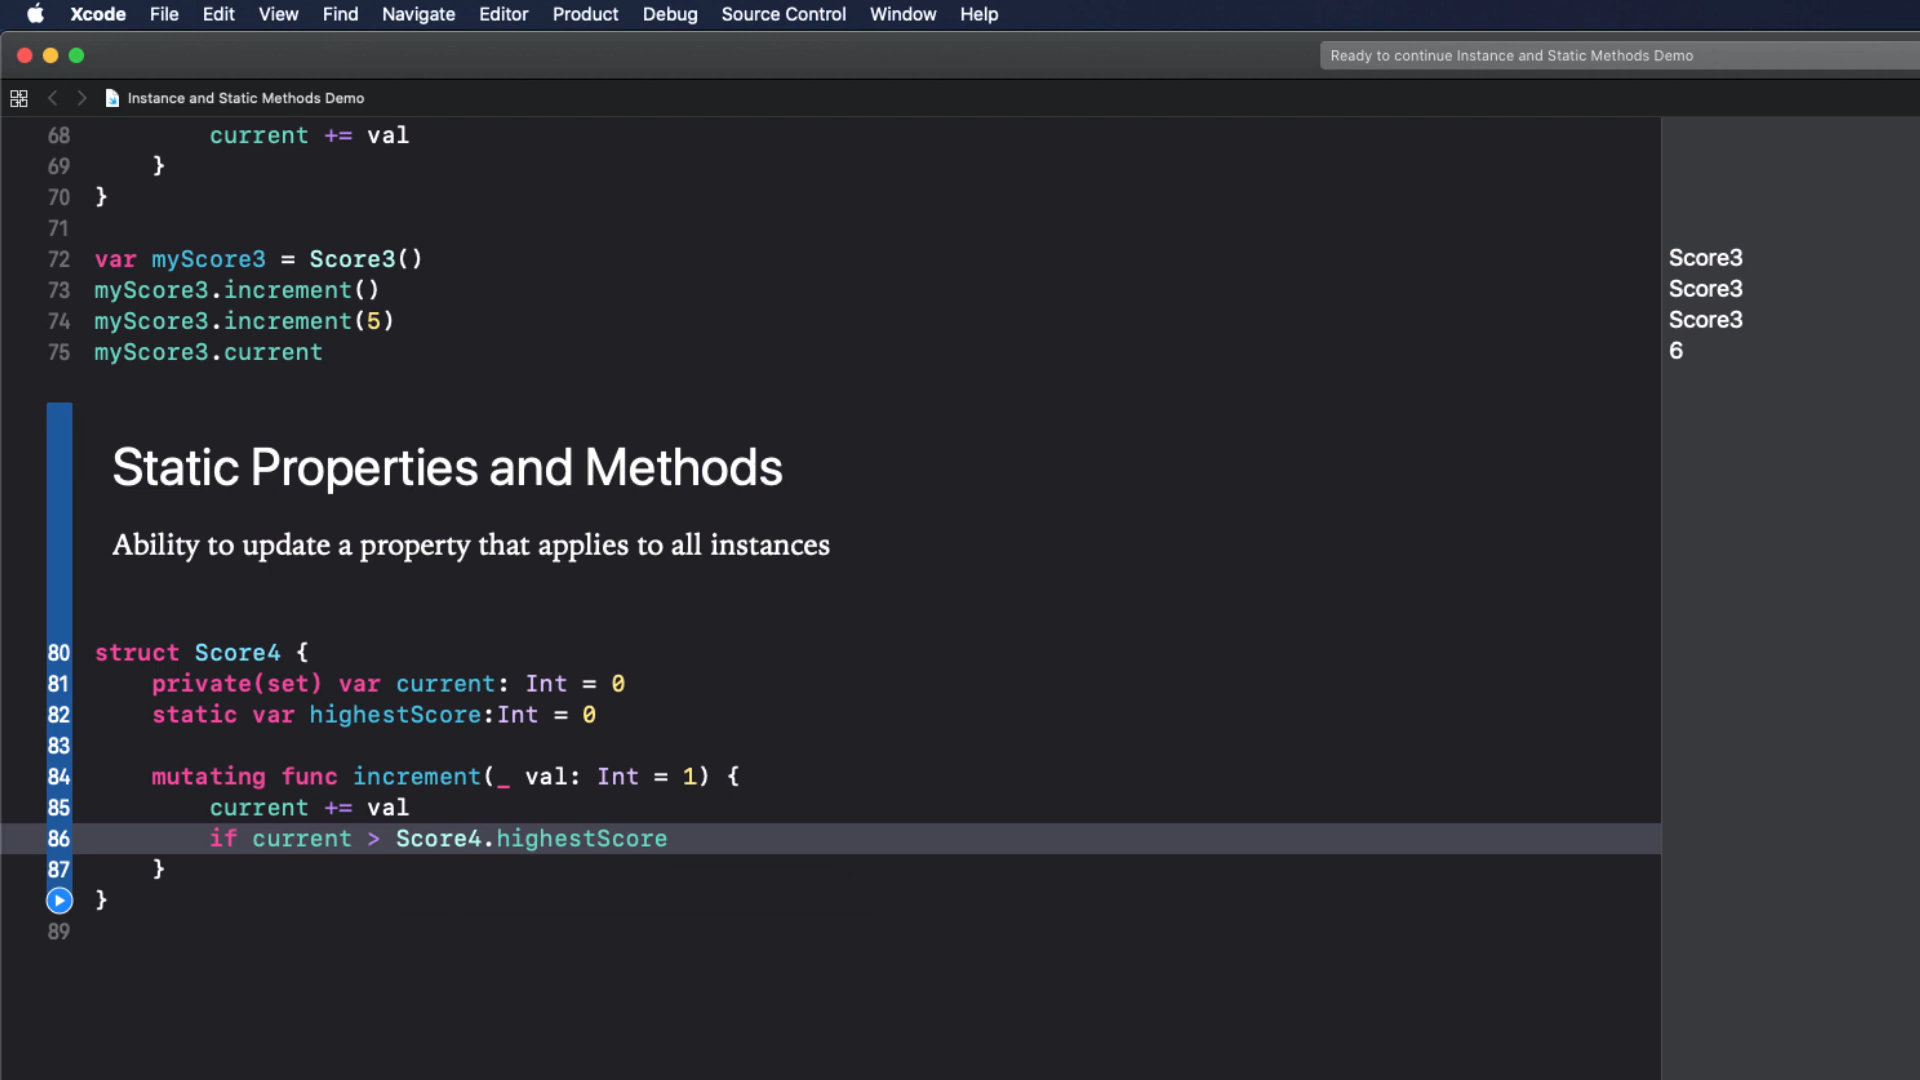 Xcode File Edit View Find Navigate Editor Product Debug Source Control Window Help
Ready to continue Instance and Static Methods Demo
Instance and Static Methods Demo
68 current += val
69 }
70 }
71
72 var myScore3 = Score3()
Score3
73 myScore3.increment()
Score3
74 myScore3.increment(5)
Score3
75 myScore3.current
6
Static Properties and Methods
Ability to update a property that applies to all instances
80 struct Score4 {
81 private(set) var current: Int = 0
82 static var highestScore:Int = 0
83
84 mutating func increment(_ val: Int = 1) {
85 current += val
86 if current > Score4.highestScore
87 }
}
89